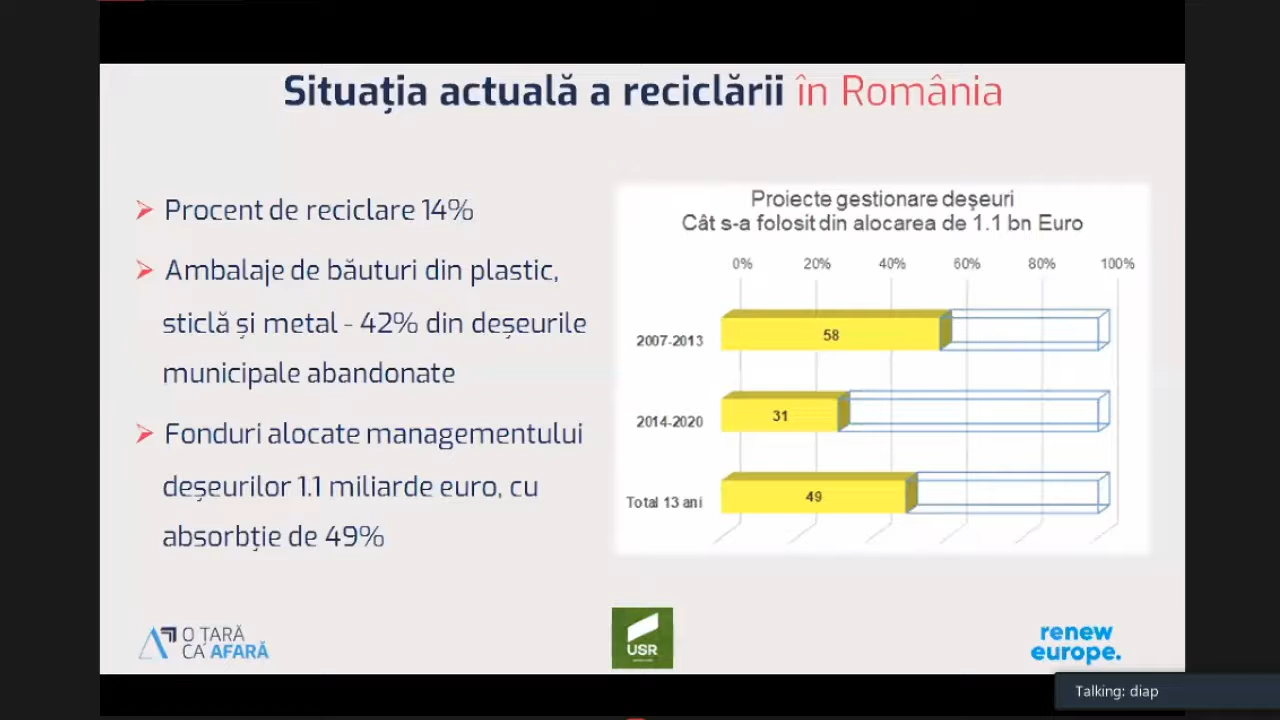 Situația actuală a reciclării în România
Procent de reciclare 14%
Ambalaje de băuturi din plastic,
sticlă și metal - 42% din deșeurile
municipale abandonate
Fonduri alocate managementului
deșeurilor 1.1 miliarde euro, cu
absorbție de 49%
Proiecte gestionare deșeuri
Cât s-a folosit din alocarea de 1.1 bn Euro
0% 20% 40% 60% 80% 100%
2007-2013 58
2014-2020 31
Total 13 ani 49
O ȚARĂ
CA AFARĂ
USR
renew
europe.
Talking: diap